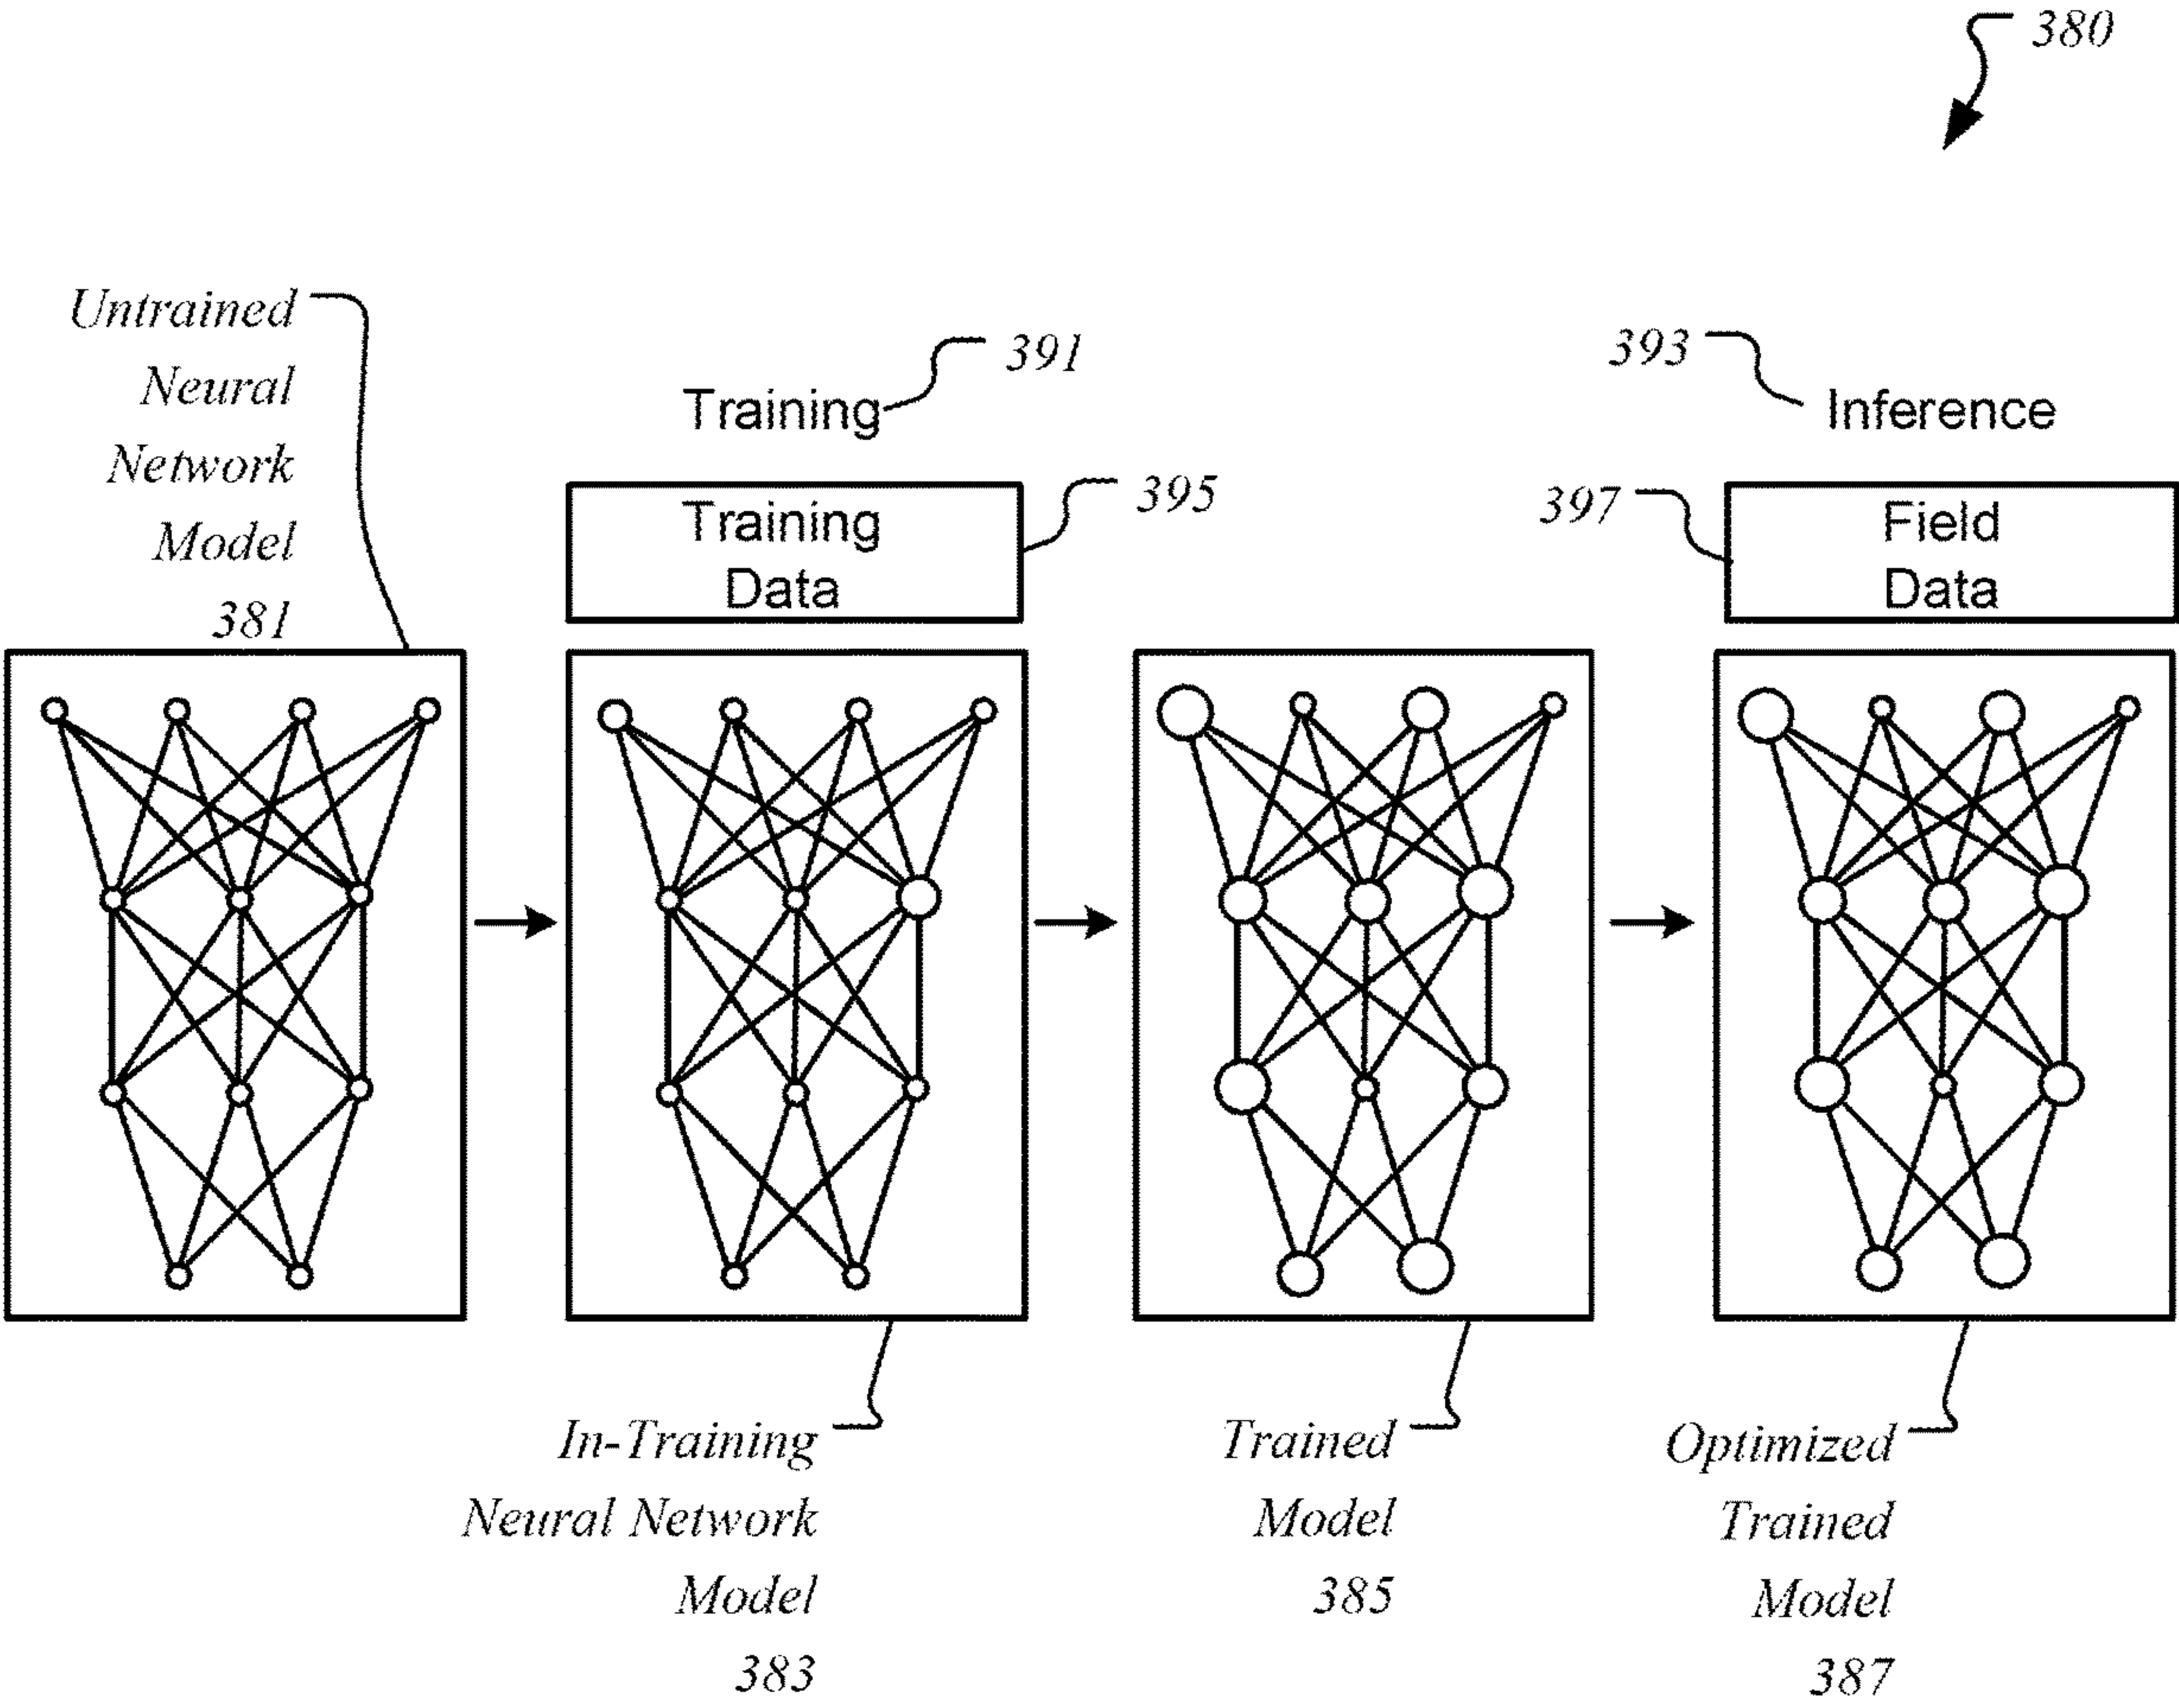 380
Untrained
Neural
Network
Model
381
391
Training
393
Inference
395
Training
Data
397
Field
Data
In-Training
Neural Network
Model
383
Trained
Model
385
Optimized
Trained
Model
387